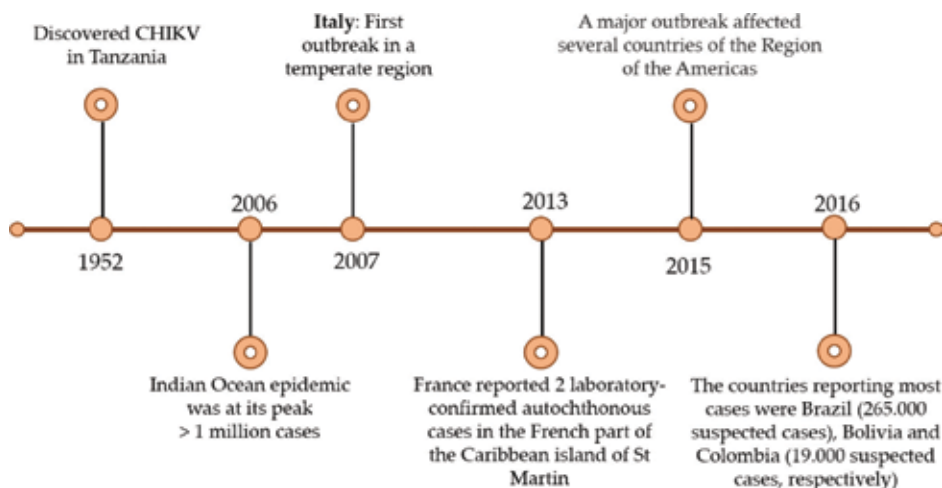 Discovered CHIKV
in Tanzania
1952
2006
Indian Ocean epidemic
was at its peak
> 1 million cases
Italy: First
outbreak in a
temperate region
2007
2013
France reported 2 laboratory-
confirmed autochthonous
cases in the French part of
the Caribbean island of St
Martin
A major outbreak affected
several countries of the Region
of the Americas
2015
2016
The countries reporting most
cases were Brazil (265.000
suspected cases), Bolivia and
Colombia (19.000 suspected
cases, respectively)